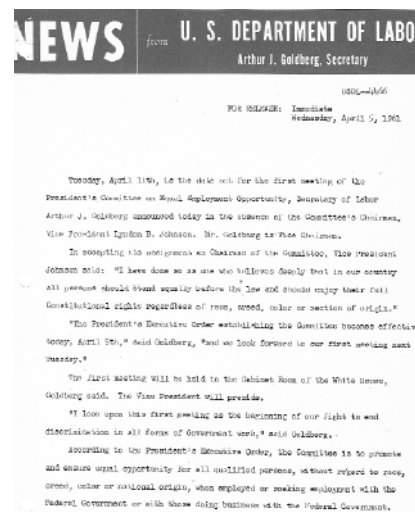 NEWS from U. S. DEPARTMENT OF LABO
Arthur J. Goldberg, Secretary
USDL-4466
FOR RELEASE: Immediate
Wednesday, April 5, 1961
Tuesday, April 11th, is the date set for the first meeting of the
President's Committee on Equal Employment Opportunity, Secretary of Labor
Arthur J. Goldberg announced today in the absence of the Committee's Chairman,
Vice President Lyndon B. Johnson. Mr. Goldberg is Vice Chairman.
In accepting his assignment as Chairman of the Committee, Vice President
Johnson said: "I have done so as one who believes deeply that in our country
all persons should stand equally before the law and should enjoy their full
Constitutional rights regardless of race, creed, color or section of origin."
"The President's Executive Order establishing the Committee becomes effectiv
today, April 5th," said Goldberg, "and we look forward to our first meeting next
Tuesday."
The first meeting will be held in the Cabinet Room of the White House,
Goldberg said. The Vice President will preside.
"I look upon this first meeting as the beginning of our fight to end
discrimination in all forms of Government work," said Goldberg.
According to the President's Executive Order, the Committee is to promote
and ensure equal opportunity for all qualified persons, without regard to race,
creed, color or national origin, when employed or seeking employment with the
Federal Government or with those doing business with the Federal Government.